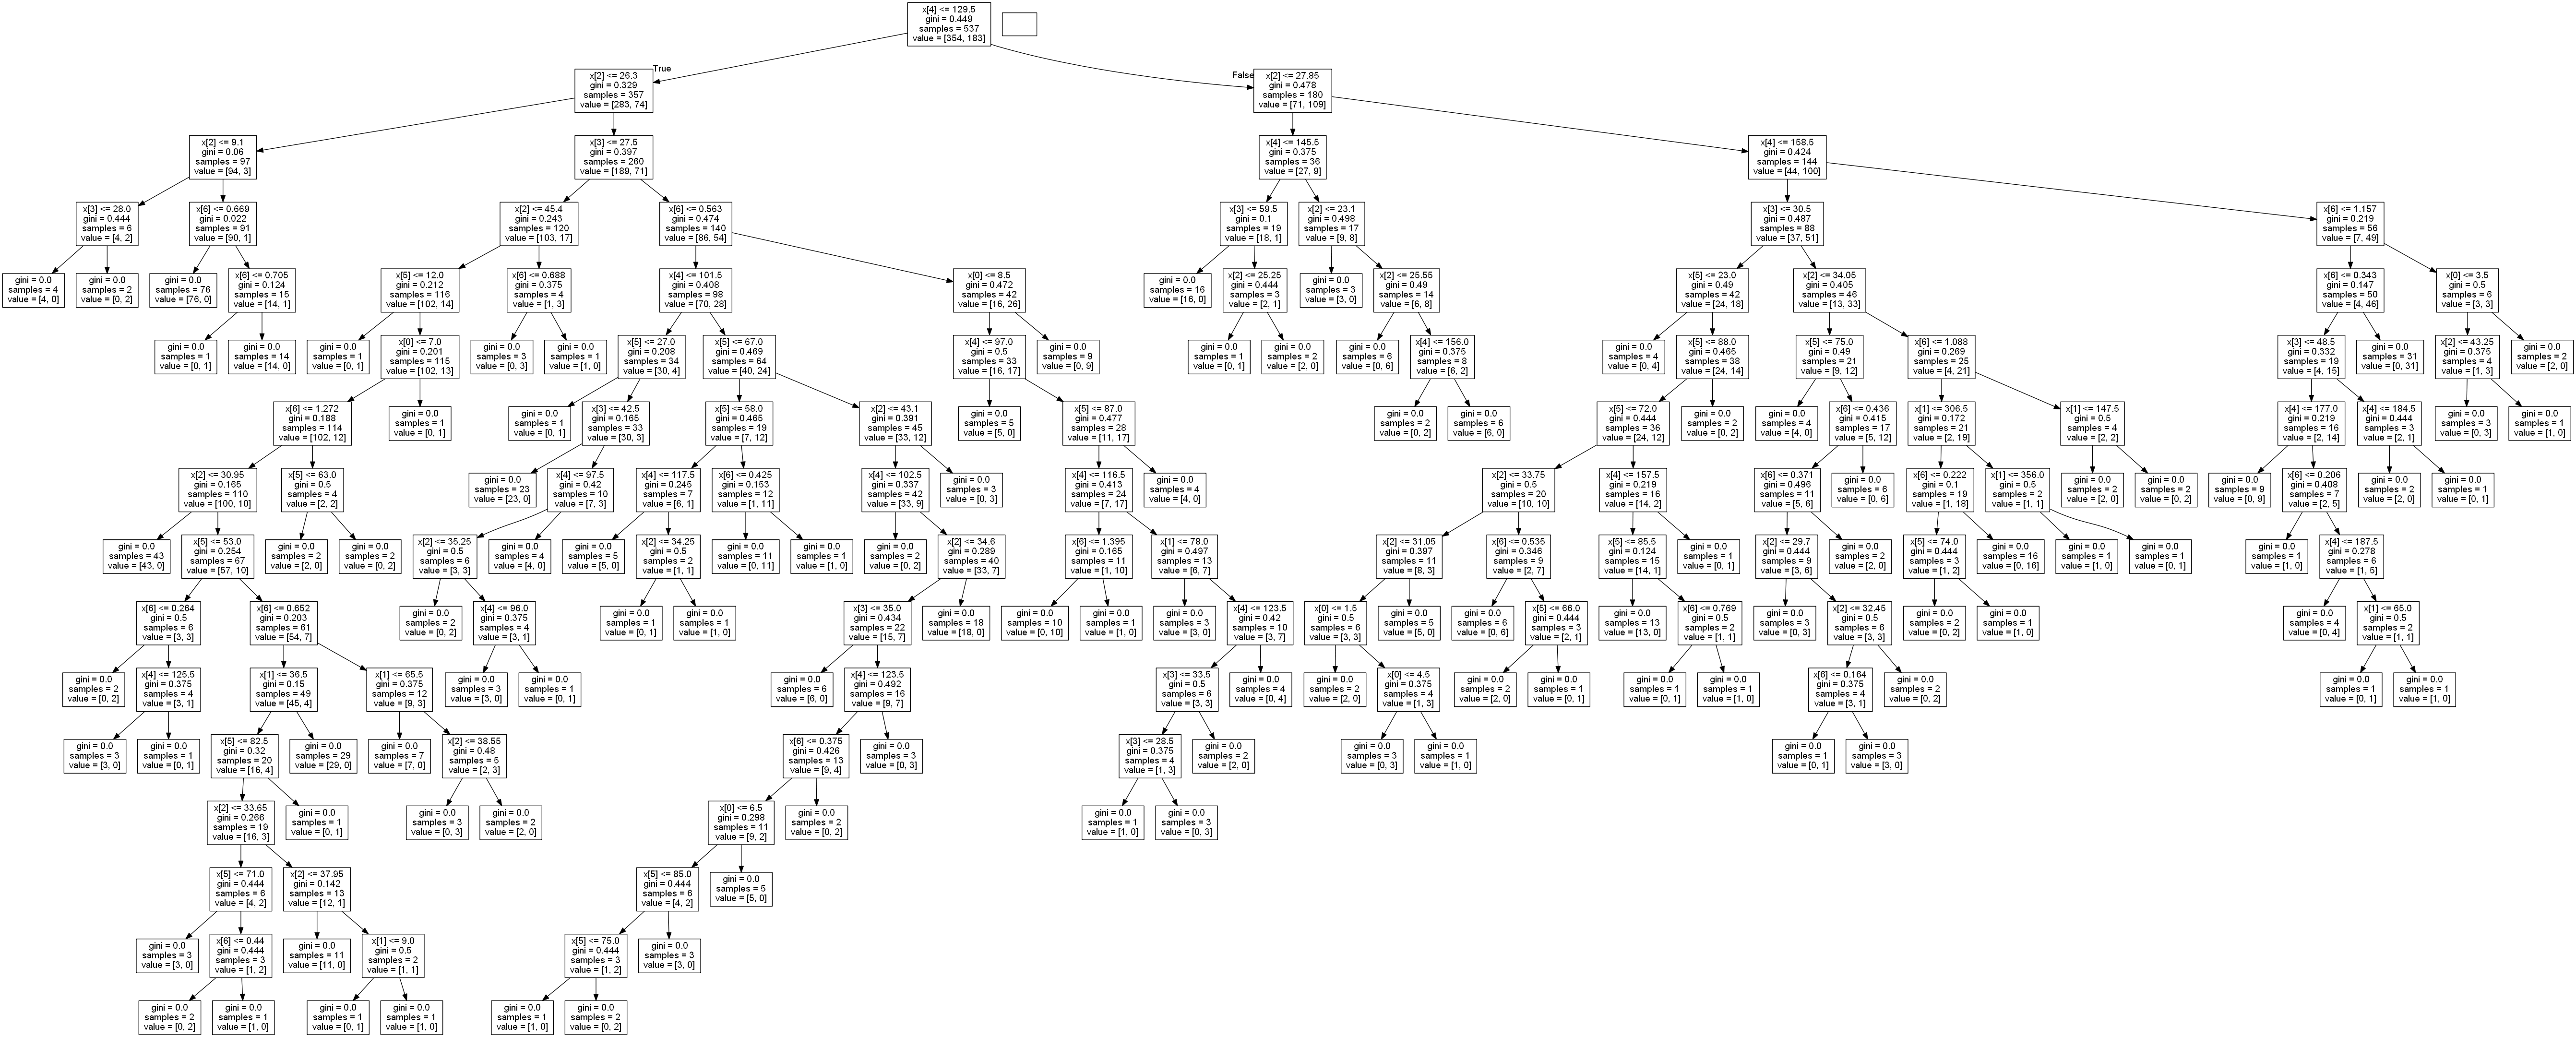 x[4] <= 129.5
gini = 0.449
samples = 537
value = [354, 183]
True
False
x[2] <= 26.3
gini = 0.329
samples = 357
value = [283, 74]
x[2] <= 27.85
gini = 0.478
samples = 180
value = [71, 109]
x[2] <= 9.1
gini = 0.06
samples = 97
value = [94, 3]
x[3] <= 27.5
gini = 0.397
samples = 260
value = [189, 71]
x[4] <= 145.5
gini = 0.375
samples = 36
value = [27, 9]
x[4] <= 158.5
gini = 0.424
samples = 144
value = [44, 100]
x[3] <= 28.0
gini = 0.444
samples = 6
value = [4, 2]
x[6] <= 0.669
gini = 0.022
samples = 91
value = [90, 1]
x[2] <= 45.4
gini = 0.243
samples = 120
value = [103, 17]
x[6] <= 0.563
gini = 0.474
samples = 140
value = [86, 54]
x[3] <= 59.5
gini = 0.1
samples = 19
value = [18, 1]
x[2] <= 23.1
gini = 0.498
samples = 17
value = [9, 8]
x[3] <= 30.5
gini = 0.487
samples = 88
value = [37, 51]
x[6] <= 1.157
gini = 0.219
samples = 56
value = [7, 49]
gini = 0.0
samples = 4
value = [4, 0]
gini = 0.0
samples = 2
value = [0, 2]
gini = 0.0
samples = 76
value = [76, 0]
x[6] <= 0.705
gini = 0.124
samples = 15
value = [14, 1]
x[5] <= 12.0
gini = 0.212
samples = 116
value = [102, 14]
x[6] <= 0.688
gini = 0.375
samples = 4
value = [1, 3]
x[4] <= 101.5
gini = 0.408
samples = 98
value = [70, 28]
x[0] <= 8.5
gini = 0.472
samples = 42
value = [16, 26]
gini = 0.0
samples = 16
value = [16, 0]
x[2] <= 25.25
gini = 0.444
samples = 3
value = [2, 1]
gini = 0.0
samples = 3
value = [3, 0]
x[2] <= 25.55
gini = 0.49
samples = 14
value = [6, 8]
x[5] <= 23.0
gini = 0.49
samples = 42
value = [24, 18]
x[2] <= 34.05
gini = 0.405
samples = 46
value = [13, 33]
x[6] <= 0.343
gini = 0.147
samples = 50
value = [4, 46]
x[0] <= 3.5
gini = 0.5
samples = 6
value = [3, 3]
gini = 0.0
samples = 1
value = [0, 1]
gini = 0.0
samples = 14
value = [14, 0]
gini = 0.0
samples = 1
value = [0, 1]
x[0] <= 7.0
gini = 0.201
samples = 115
value = [102, 13]
gini = 0.0
samples = 3
value = [0, 3]
gini = 0.0
samples = 1
value = [1, 0]
x[5] <= 27.0
gini = 0.208
samples = 34
value = [30, 4]
x[5] <= 67.0
gini = 0.469
samples = 64
value = [40, 24]
x[4] <= 97.0
gini = 0.5
samples = 33
value = [16, 17]
gini = 0.0
samples = 9
value = [0, 9]
gini = 0.0
samples = 1
value = [0, 1]
gini = 0.0
samples = 2
value = [2, 0]
gini = 0.0
samples = 6
value = [0, 6]
x[4] <= 156.0
gini = 0.375
samples = 8
value = [6, 2]
gini = 0.0
samples = 4
value = [0, 4]
x[5] <= 88.0
gini = 0.465
samples = 38
value = [24, 14]
x[5] <= 75.0
gini = 0.49
samples = 21
value = [9, 12]
x[6] <= 1.088
gini = 0.269
samples = 25
value = [4, 21]
x[3] <= 48.5
gini = 0.332
samples = 19
value = [4, 15]
gini = 0.0
samples = 31
value = [0, 31]
x[2] <= 43.25
gini = 0.375
samples = 4
value = [1, 3]
gini = 0.0
samples = 2
value = [2, 0]
x[6] <= 1.272
gini = 0.188
samples = 114
value = [102, 12]
gini = 0.0
samples = 1
value = [0, 1]
gini = 0.0
samples = 1
value = [0, 1]
x[3] <= 42.5
gini = 0.165
samples = 33
value = [30, 3]
x[5] <= 58.0
gini = 0.465
samples = 19
value = [7, 12]
x[2] <= 43.1
gini = 0.391
samples = 45
value = [33, 12]
gini = 0.0
samples = 5
value = [5, 0]
x[5] <= 87.0
gini = 0.477
samples = 28
value = [11, 17]
gini = 0.0
samples = 2
value = [0, 2]
gini = 0.0
samples = 6
value = [6, 0]
x[5] <= 72.0
gini = 0.444
samples = 36
value = [24, 12]
gini = 0.0
samples = 2
value = [0, 2]
gini = 0.0
samples = 4
value = [4, 0]
x[6] <= 0.436
gini = 0.415
samples = 17
value = [5, 12]
x[1] <= 306.5
gini = 0.172
samples = 21
value = [2, 19]
x[1] <= 147.5
gini = 0.5
samples = 4
value = [2, 2]
x[4] <= 177.0
gini = 0.219
samples = 16
value = [2, 14]
x[4] <= 184.5
gini = 0.444
samples = 3
value = [2, 1]
gini = 0.0
samples = 3
value = [0, 3]
gini = 0.0
samples = 1
value = [1, 0]
x[2] <= 30.95
gini = 0.165
samples = 110
value = [100, 10]
x[5] <= 63.0
gini = 0.5
samples = 4
value = [2, 2]
gini = 0.0
samples = 23
value = [23, 0]
x[4] <= 97.5
gini = 0.42
samples = 10
value = [7, 3]
x[4] <= 117.5
gini = 0.245
samples = 7
value = [6, 1]
x[6] <= 0.425
gini = 0.153
samples = 12
value = [1, 11]
x[4] <= 102.5
gini = 0.337
samples = 42
value = [33, 9]
gini = 0.0
samples = 3
value = [0, 3]
x[4] <= 116.5
gini = 0.413
samples = 24
value = [7, 17]
gini = 0.0
samples = 4
value = [4, 0]
x[2] <= 33.75
gini = 0.5
samples = 20
value = [10, 10]
x[4] <= 157.5
gini = 0.219
samples = 16
value = [14, 2]
x[6] <= 0.371
gini = 0.496
samples = 11
value = [5, 6]
gini = 0.0
samples = 6
value = [0, 6]
x[6] <= 0.222
gini = 0.1
samples = 19
value = [1, 18]
x[1] <= 356.0
gini = 0.5
samples = 2
value = [1, 1]
gini = 0.0
samples = 2
value = [2, 0]
gini = 0.0
samples = 2
value = [0, 2]
gini = 0.0
samples = 9
value = [0, 9]
x[6] <= 0.206
gini = 0.408
samples = 7
value = [2, 5]
gini = 0.0
samples = 2
value = [2, 0]
gini = 0.0
samples = 1
value = [0, 1]
gini = 0.0
samples = 43
value = [43, 0]
x[5] <= 53.0
gini = 0.254
samples = 67
value = [57, 10]
gini = 0.0
samples = 2
value = [2, 0]
gini = 0.0
samples = 2
value = [0, 2]
x[2] <= 35.25
gini = 0.5
samples = 6
value = [3, 3]
gini = 0.0
samples = 4
value = [4, 0]
gini = 0.0
samples = 5
value = [5, 0]
x[2] <= 34.25
gini = 0.5
samples = 2
value = [1, 1]
gini = 0.0
samples = 11
value = [0, 11]
gini = 0.0
samples = 1
value = [1, 0]
gini = 0.0
samples = 2
value = [0, 2]
x[2] <= 34.6
gini = 0.289
samples = 40
value = [33, 7]
x[6] <= 1.395
gini = 0.165
samples = 11
value = [1, 10]
x[1] <= 78.0
gini = 0.497
samples = 13
value = [6, 7]
x[2] <= 31.05
gini = 0.397
samples = 11
value = [8, 3]
x[6] <= 0.535
gini = 0.346
samples = 9
value = [2, 7]
x[5] <= 85.5
gini = 0.124
samples = 15
value = [14, 1]
gini = 0.0
samples = 1
value = [0, 1]
x[2] <= 29.7
gini = 0.444
samples = 9
value = [3, 6]
gini = 0.0
samples = 2
value = [2, 0]
x[5] <= 74.0
gini = 0.444
samples = 3
value = [1, 2]
gini = 0.0
samples = 16
value = [0, 16]
gini = 0.0
samples = 1
value = [1, 0]
gini = 0.0
samples = 1
value = [0, 1]
gini = 0.0
samples = 1
value = [1, 0]
x[4] <= 187.5
gini = 0.278
samples = 6
value = [1, 5]
x[6] <= 0.264
gini = 0.5
samples = 6
value = [3, 3]
x[6] <= 0.652
gini = 0.203
samples = 61
value = [54, 7]
gini = 0.0
samples = 2
value = [0, 2]
x[4] <= 96.0
gini = 0.375
samples = 4
value = [3, 1]
gini = 0.0
samples = 1
value = [0, 1]
gini = 0.0
samples = 1
value = [1, 0]
x[3] <= 35.0
gini = 0.434
samples = 22
value = [15, 7]
gini = 0.0
samples = 18
value = [18, 0]
gini = 0.0
samples = 10
value = [0, 10]
gini = 0.0
samples = 1
value = [1, 0]
gini = 0.0
samples = 3
value = [3, 0]
x[4] <= 123.5
gini = 0.42
samples = 10
value = [3, 7]
x[0] <= 1.5
gini = 0.5
samples = 6
value = [3, 3]
gini = 0.0
samples = 5
value = [5, 0]
gini = 0.0
samples = 6
value = [0, 6]
x[5] <= 66.0
gini = 0.444
samples = 3
value = [2, 1]
gini = 0.0
samples = 13
value = [13, 0]
x[6] <= 0.769
gini = 0.5
samples = 2
value = [1, 1]
gini = 0.0
samples = 3
value = [0, 3]
x[2] <= 32.45
gini = 0.5
samples = 6
value = [3, 3]
gini = 0.0
samples = 2
value = [0, 2]
gini = 0.0
samples = 1
value = [1, 0]
gini = 0.0
samples = 4
value = [0, 4]
x[1] <= 65.0
gini = 0.5
samples = 2
value = [1, 1]
gini = 0.0
samples = 2
value = [0, 2]
x[4] <= 125.5
gini = 0.375
samples = 4
value = [3, 1]
x[1] <= 36.5
gini = 0.15
samples = 49
value = [45, 4]
x[1] <= 65.5
gini = 0.375
samples = 12
value = [9, 3]
gini = 0.0
samples = 3
value = [3, 0]
gini = 0.0
samples = 1
value = [0, 1]
gini = 0.0
samples = 6
value = [6, 0]
x[4] <= 123.5
gini = 0.492
samples = 16
value = [9, 7]
x[3] <= 33.5
gini = 0.5
samples = 6
value = [3, 3]
gini = 0.0
samples = 4
value = [0, 4]
gini = 0.0
samples = 2
value = [2, 0]
x[0] <= 4.5
gini = 0.375
samples = 4
value = [1, 3]
gini = 0.0
samples = 2
value = [2, 0]
gini = 0.0
samples = 1
value = [0, 1]
gini = 0.0
samples = 1
value = [0, 1]
gini = 0.0
samples = 1
value = [1, 0]
x[6] <= 0.164
gini = 0.375
samples = 4
value = [3, 1]
gini = 0.0
samples = 2
value = [0, 2]
gini = 0.0
samples = 1
value = [0, 1]
gini = 0.0
samples = 1
value = [1, 0]
gini = 0.0
samples = 3
value = [3, 0]
gini = 0.0
samples = 1
value = [0, 1]
x[5] <= 82.5
gini = 0.32
samples = 20
value = [16, 4]
gini = 0.0
samples = 29
value = [29, 0]
gini = 0.0
samples = 7
value = [7, 0]
x[2] <= 38.55
gini = 0.48
samples = 5
value = [2, 3]
x[6] <= 0.375
gini = 0.426
samples = 13
value = [9, 4]
gini = 0.0
samples = 3
value = [0, 3]
x[3] <= 28.5
gini = 0.375
samples = 4
value = [1, 3]
gini = 0.0
samples = 2
value = [2, 0]
gini = 0.0
samples = 3
value = [0, 3]
gini = 0.0
samples = 1
value = [1, 0]
gini = 0.0
samples = 1
value = [0, 1]
gini = 0.0
samples = 3
value = [3, 0]
x[2] <= 33.65
gini = 0.266
samples = 19
value = [16, 3]
gini = 0.0
samples = 1
value = [0, 1]
gini = 0.0
samples = 3
value = [0, 3]
gini = 0.0
samples = 2
value = [2, 0]
x[0] <= 6.5
gini = 0.298
samples = 11
value = [9, 2]
gini = 0.0
samples = 2
value = [0, 2]
gini = 0.0
samples = 1
value = [1, 0]
gini = 0.0
samples = 3
value = [0, 3]
x[5] <= 71.0
gini = 0.444
samples = 6
value = [4, 2]
x[2] <= 37.95
gini = 0.142
samples = 13
value = [12, 1]
x[5] <= 85.0
gini = 0.444
samples = 6
value = [4, 2]
gini = 0.0
samples = 5
value = [5, 0]
gini = 0.0
samples = 3
value = [3, 0]
x[6] <= 0.44
gini = 0.444
samples = 3
value = [1, 2]
gini = 0.0
samples = 11
value = [11, 0]
x[1] <= 9.0
gini = 0.5
samples = 2
value = [1, 1]
x[5] <= 75.0
gini = 0.444
samples = 3
value = [1, 2]
gini = 0.0
samples = 3
value = [3, 0]
gini = 0.0
samples = 2
value = [0, 2]
gini = 0.0
samples = 1
value = [1, 0]
gini = 0.0
samples = 1
value = [0, 1]
gini = 0.0
samples = 1
value = [1, 0]
gini = 0.0
samples = 1
value = [1, 0]
gini = 0.0
samples = 2
value = [0, 2]